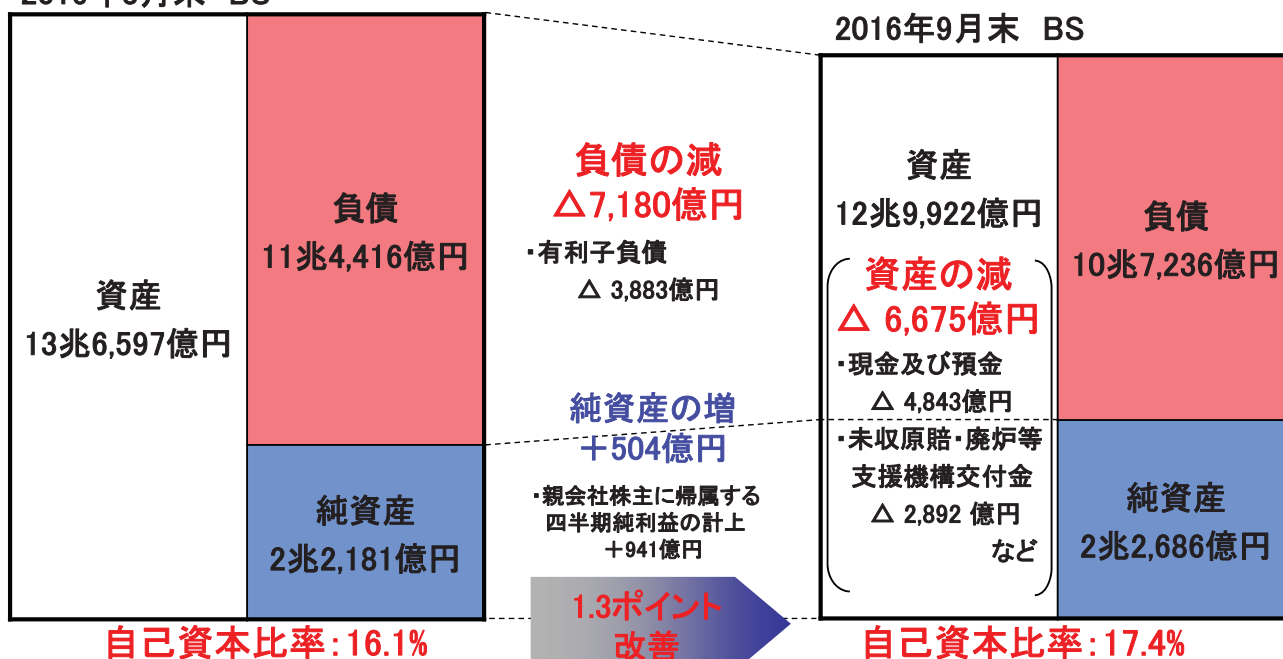 2016年9月末 BS
資産
13兆6,597億円
負債
11兆4,416億円
純資産
2兆2,181億円
自己資本比率:16.1%
負債の減
△7,180億円
・有利子負債
△ 3,883億円
純資産の増
+504億円
・親会社株主に帰属する
四半期純利益の計上
+941億円
1.3ポイント
改善
資産
12兆9,922億円
資産の減
△ 6,675億円
・現金及び預金
△ 4,843億円
・未収原賠・廃炉等
支援機構交付金
△ 2,892 億円
など
負債
10兆7,236億円
純資産
2兆2,686億円
自己資本比率:17.4%